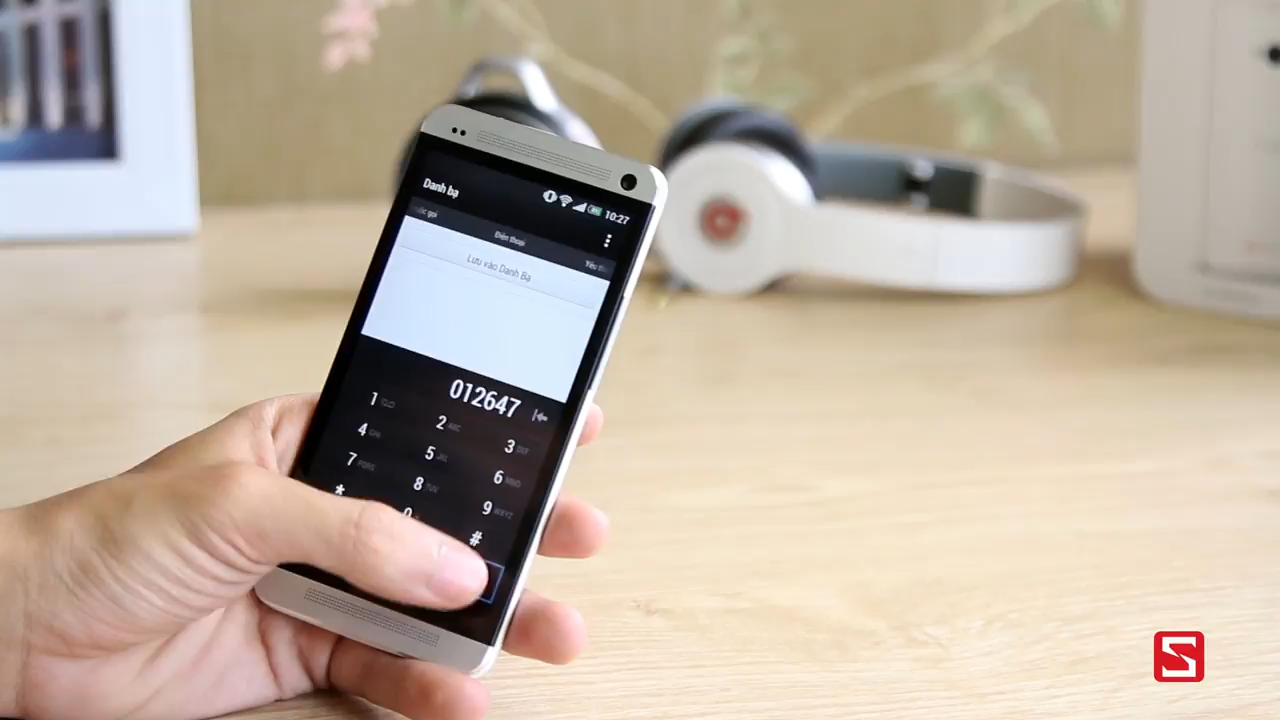 Danh bạ
10:27
Điện thoại
Lưu vào Danh Bạ
012647
1
2 ABC
3 DEF
4 GHI
5 JKL
6 MNO
7 PQRS
8 TUV
9 WXYZ
*
0
#